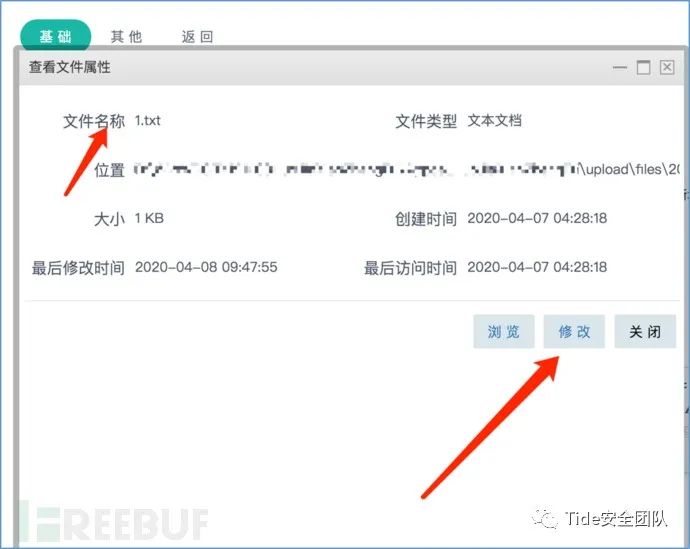 基础 其他 返回
查看文件属性
文件名称 1.txt 文件类型 文本文档
位置 \upload\files\20
大小 1 KB 创建时间 2020-04-07 04:28:18
最后修改时间 2020-04-08 09:47:55 最后访问时间 2020-04-07 04:28:18
浏览 修改 关闭
FREEBUF
Tide安全团队